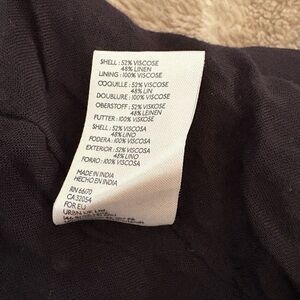 SHELL : 52% VISCOSE
48% LINEN
LINING : 100% VISCOSE
COQUILLE : 52% VISCOSE
48% LIN
DOUBLURE : 100% VISCOSE
OBERSTOFF : 52% VISKOSE
48% LEINEN
FUTTER : 100% VISKOSE
SHELL : 52% VISCOSA
48% LINO
FODERA : 100% VISCOSA
EXTERIOR : 52% VISCOSA
48% LINO
FORRO : 100% VISCOSA
MADE IN INDIA
HECHO EN INDIA
RN 66170
CA 32054
FOR EU